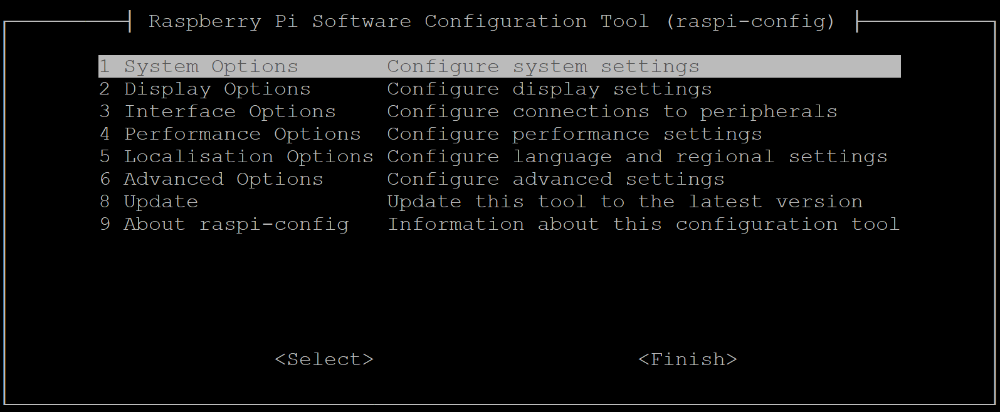 Raspberry Pi Software Configuration Tool (raspi-config)
1 System Options Configure system settings
2 Display Options Configure display settings
3 Interface Options Configure connections to peripherals
4 Performance Options Configure performance settings
5 Localisation Options Configure language and regional settings
6 Advanced Options Configure advanced settings
8 Update Update this tool to the latest version
9 About raspi-config Information about this configuration tool
<Select> <Finish>